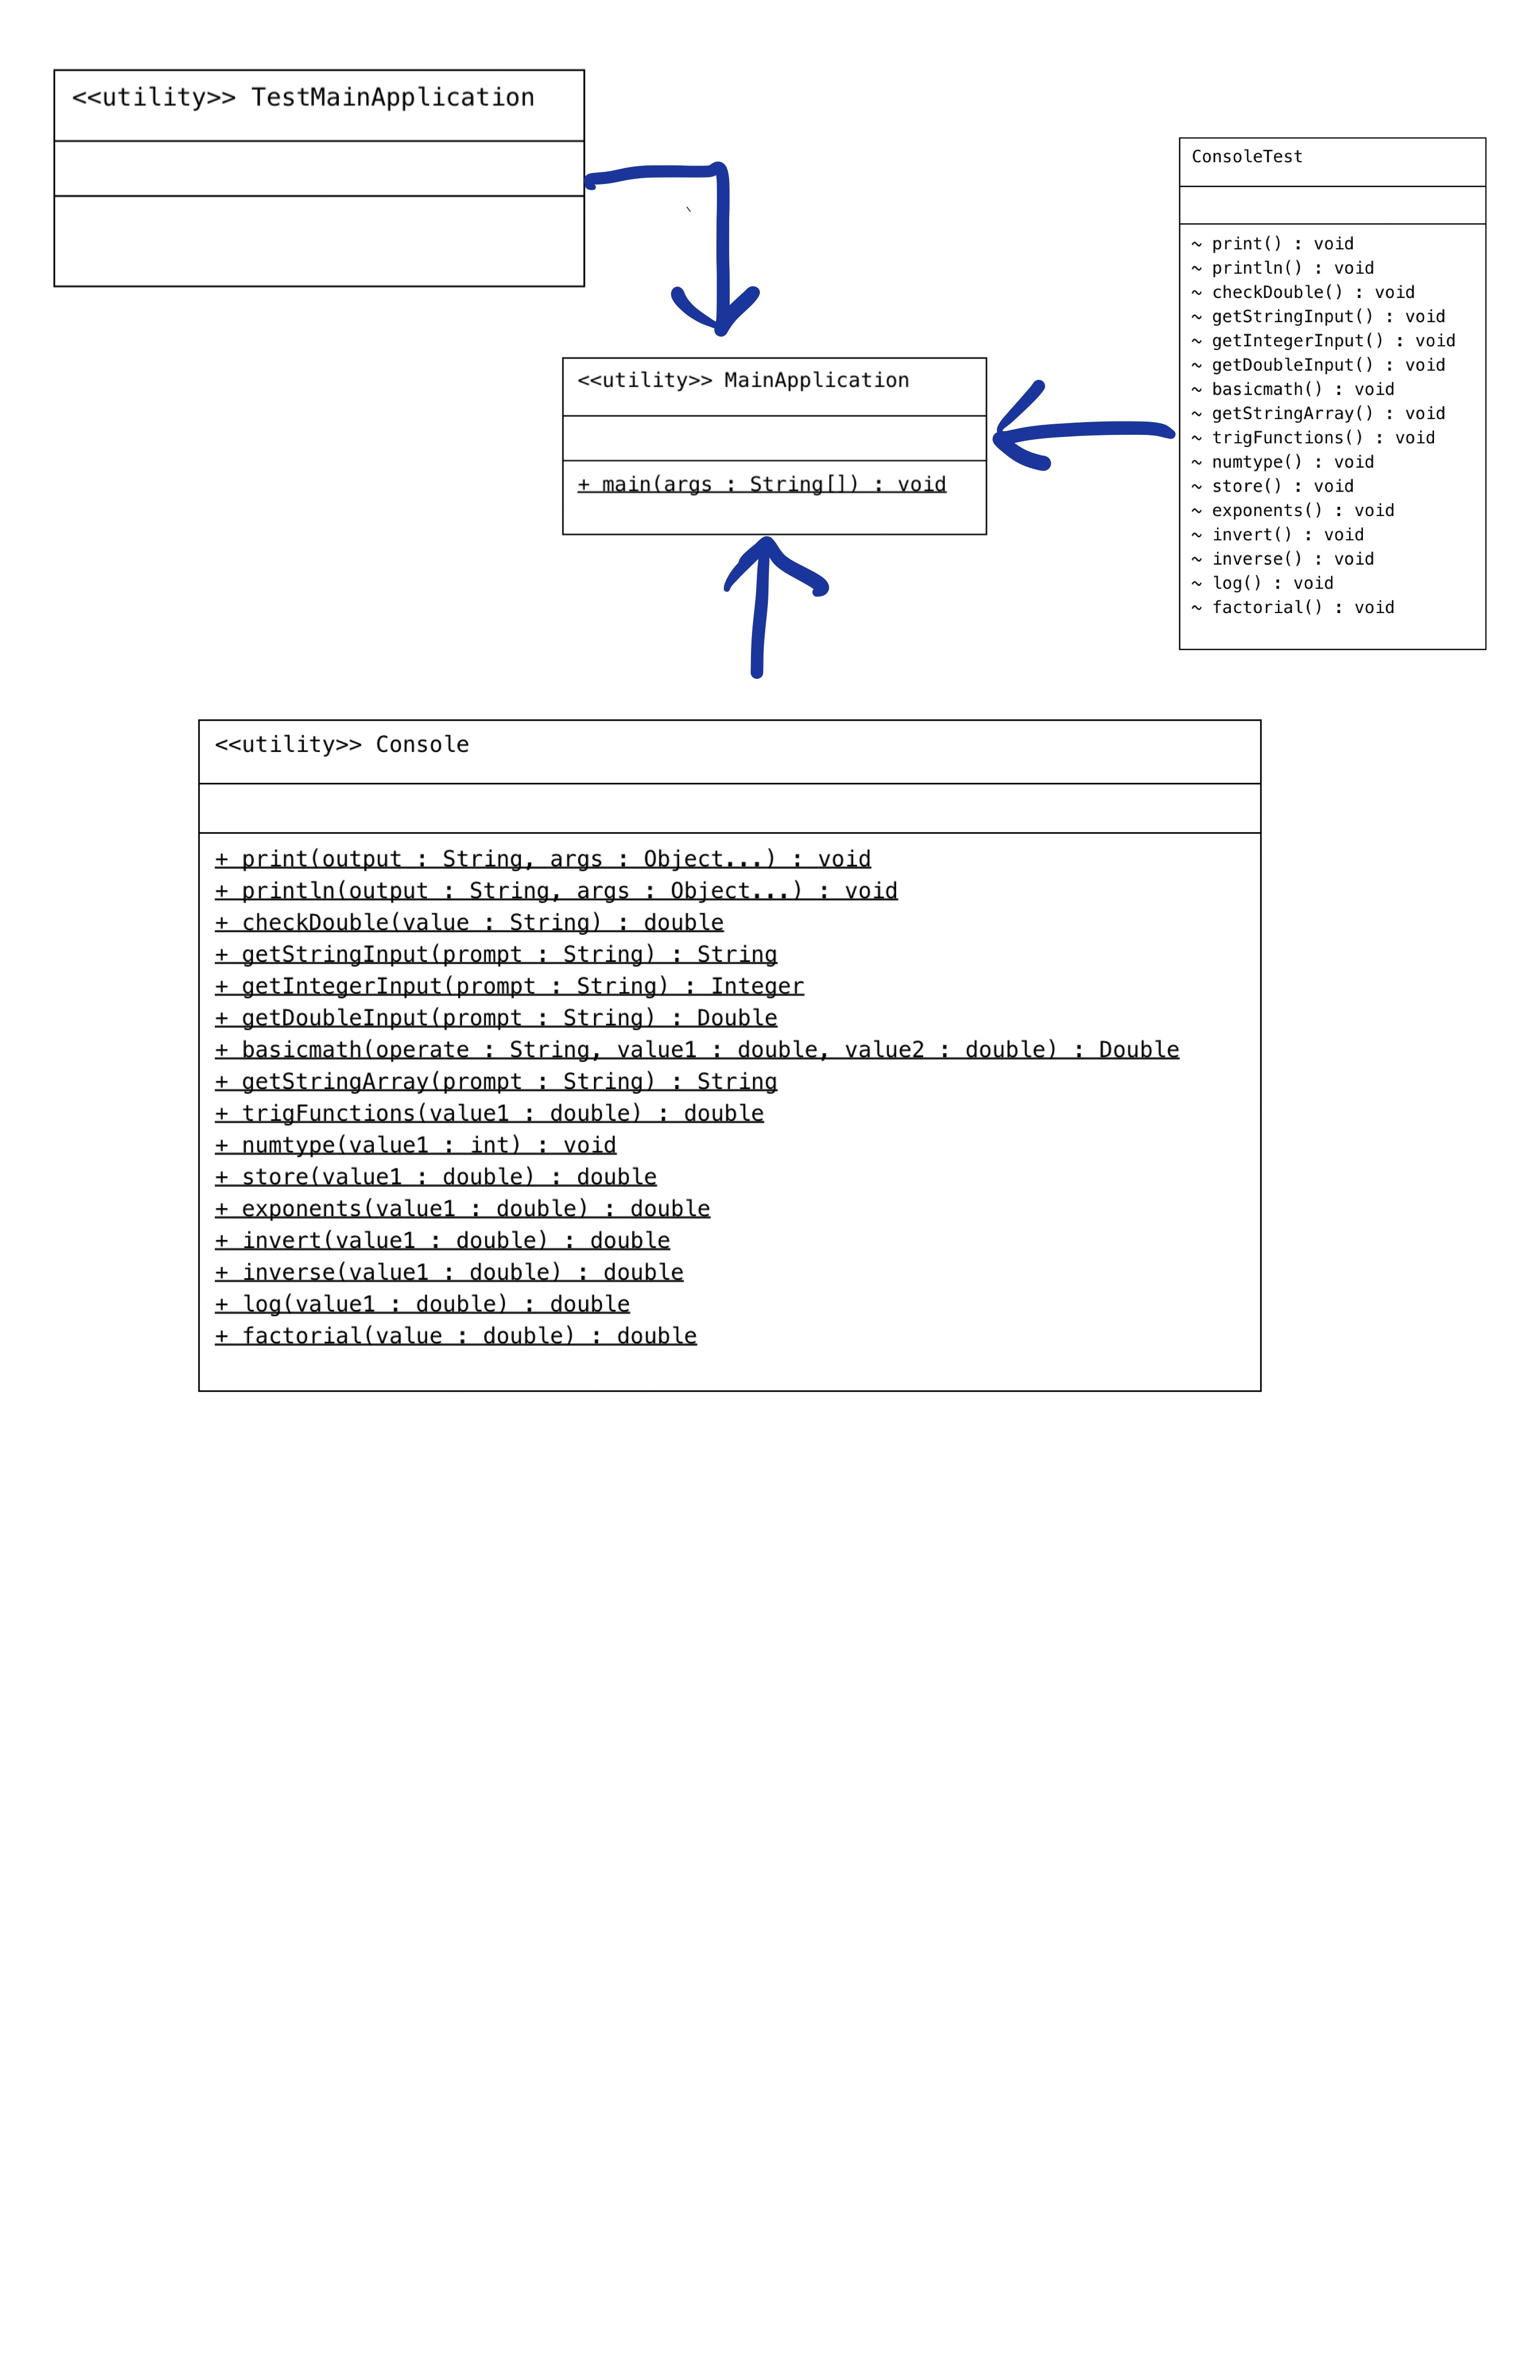 <<utility>> TestMainApplication
ConsoleTest
~ print() : void
~ println() : void
~ checkDouble() : void
~ getStringInput() : void
~ getIntegerInput() : void
~ getDoubleInput() : void
~ basicmath() : void
~ getStringArray() : void
~ trigFunctions() : void
~ numtype() : void
~ store() : void
~ exponents() : void
~ invert() : void
~ inverse() : void
~ log() : void
~ factorial() : void
<<utility>> MainApplication
+ main(args : String[]) : void
<<utility>> Console
+ print(output : String, args : Object...) : void
+ println(output : String, args : Object...) : void
+ checkDouble(value : String) : double
+ getStringInput(prompt : String) : String
+ getIntegerInput(prompt : String) : Integer
+ getDoubleInput(prompt : String) : Double
+ basicmath(operate : String, value1 : double, value2 : double) : Double
+ getStringArray(prompt : String) : String
+ trigFunctions(value1 : double) : double
+ numtype(value1 : int) : void
+ store(value1 : double) : double
+ exponents(value1 : double) : double
+ invert(value1 : double) : double
+ inverse(value1 : double) : double
+ log(value1 : double) : double
+ factorial(value : double) : double